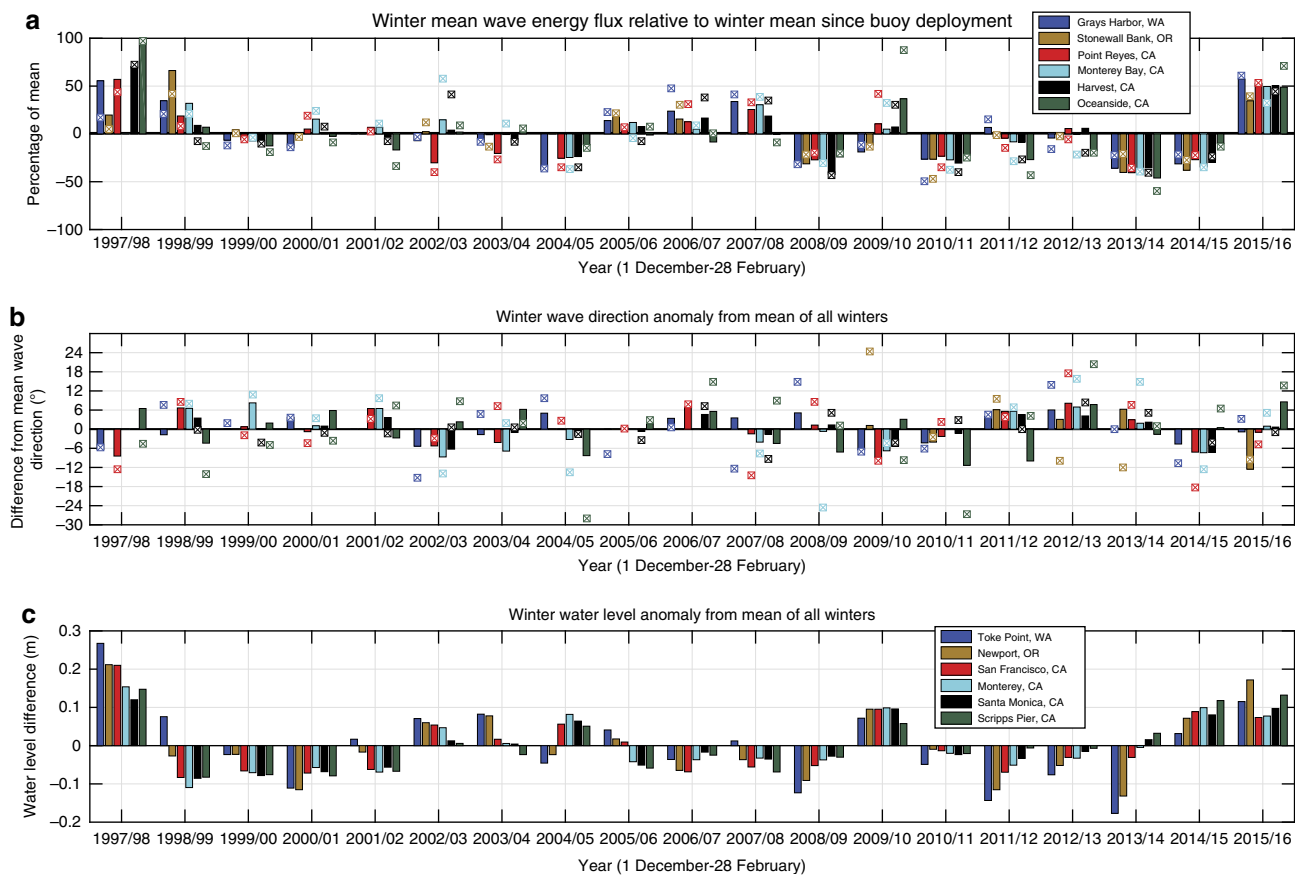 a
Winter mean wave energy flux relative to winter mean since buoy deployment
Grays Harbor, WA
Stonewall Bank, OR
Point Reyes, CA
Monterey Bay, CA
Harvest, CA
Oceanside, CA
Percentage of mean
100
50
0
−50
−100
1997/98 1998/99 1999/00 2000/01 2001/02 2002/03 2003/04 2004/05 2005/06 2006/07 2007/08 2008/09 2009/10 2010/11 2011/12 2012/13 2013/14 2014/15 2015/16
Year (1 December-28 February)
b
Winter wave direction anomaly from mean of all winters
Difference from mean wave
direction (°)
24
18
12
6
0
−6
−12
−18
−24
−30
1997/98 1998/99 1999/00 2000/01 2001/02 2002/03 2003/04 2004/05 2005/06 2006/07 2007/08 2008/09 2009/10 2010/11 2011/12 2012/13 2013/14 2014/15 2015/16
Year (1 December-28 February)
c
Winter water level anomaly from mean of all winters
Toke Point, WA
Newport, OR
San Francisco, CA
Monterey, CA
Santa Monica, CA
Scripps Pier, CA
Water level difference (m)
0.3
0.2
0.1
0
−0.1
−0.2
1997/98 1998/99 1999/00 2000/01 2001/02 2002/03 2003/04 2004/05 2005/06 2006/07 2007/08 2008/09 2009/10 2010/11 2011/12 2012/13 2013/14 2014/15 2015/16
Year (1 December-28 February)